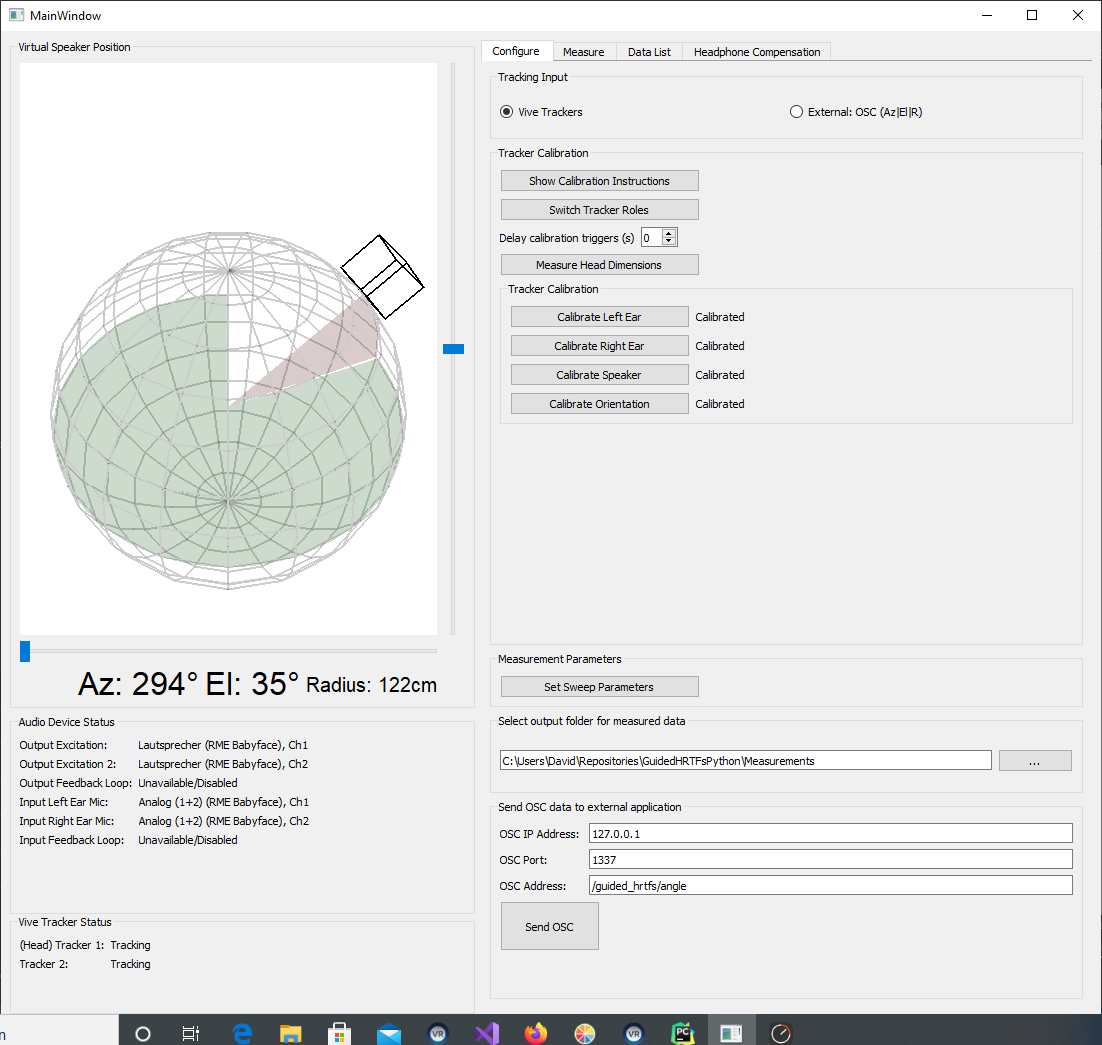 MainWindow
Virtual Speaker Position
Az: 294° El: 35° Radius: 122cm
Audio Device Status
Output Excitation: Lautsprecher (RME Babyface), Ch1
Output Excitation 2: Lautsprecher (RME Babyface), Ch2
Output Feedback Loop: Unavailable/Disabled
Input Left Ear Mic: Analog (1+2) (RME Babyface), Ch1
Input Right Ear Mic: Analog (1+2) (RME Babyface), Ch2
Input Feedback Loop: Unavailable/Disabled
Vive Tracker Status
(Head) Tracker 1: Tracking
Tracker 2: Tracking
Configure Measure Data List Headphone Compensation
Tracking Input
Vive Trackers External: OSC (Az|El|R)
Tracker Calibration
Show Calibration Instructions
Switch Tracker Roles
Delay calibration triggers (s) 0
Measure Head Dimensions
Tracker Calibration
Calibrate Left Ear Calibrated
Calibrate Right Ear Calibrated
Calibrate Speaker Calibrated
Calibrate Orientation Calibrated
Measurement Parameters
Set Sweep Parameters
Select output folder for measured data
C:\Users\David\Repositories\GuidedHRTFsPython\Measurements ...
Send OSC data to external application
OSC IP Address: 127.0.0.1
OSC Port: 1337
OSC Address: /guided_hrtfs/angle
Send OSC
n VR VR PC